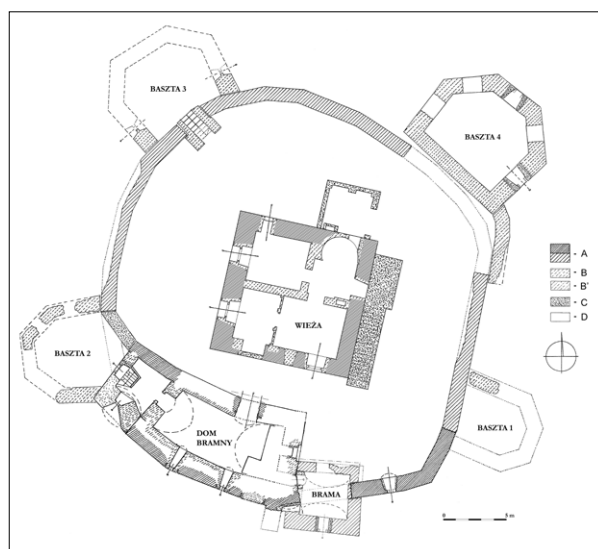 BASZTA 3
BASZTA 4
- A
- B
- B'
- C
- D
WIEŻA
BASZTA 2
DOM
BRAMNY
BASZTA 1
BRAMA
0 5 m